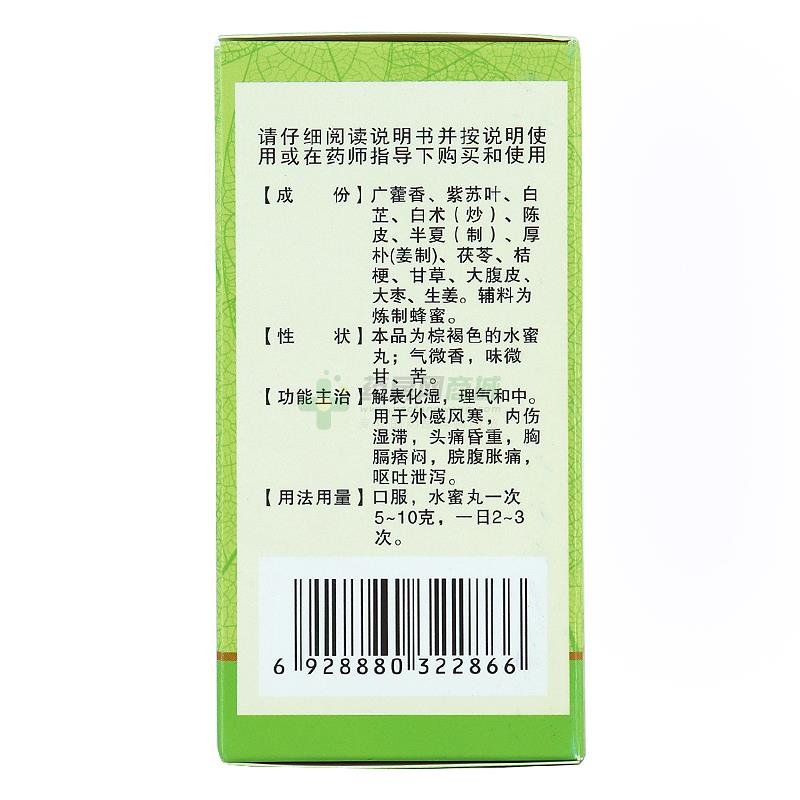 请仔细阅读说明书并按说明使
用或在药师指导下购买和使用
【成份】广藿香、紫苏叶、白
芷、白术（炒）、陈
皮、半夏（制）、厚
朴(姜制)、茯苓、桔
梗、甘草、大腹皮、
大枣、生姜。辅料为
炼制蜂蜜。
【性状】本品为棕褐色的水蜜
丸；气微香，味微
甘、苦。
【功能主治】解表化湿，理气和中。
用于外感风寒，内伤
湿滞，头痛昏重，胸
膈痞闷，脘腹胀痛，
呕吐泄泻。
【用法用量】口服，水蜜丸一次
5~10克，一日2~3
次。
6 928880 322866